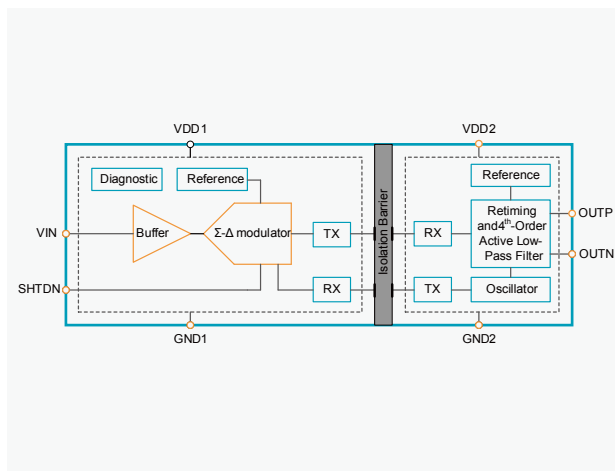 VDD1
VDD2
Diagnostic
Reference
Reference
VIN
Buffer
Σ-Δ modulator
TX
Isolation Barrier
RX
Retiming
and4th-Order
Active Low-
Pass Filter
OUTP
OUTN
SHTDN
RX
TX
Oscillator
GND1
GND2